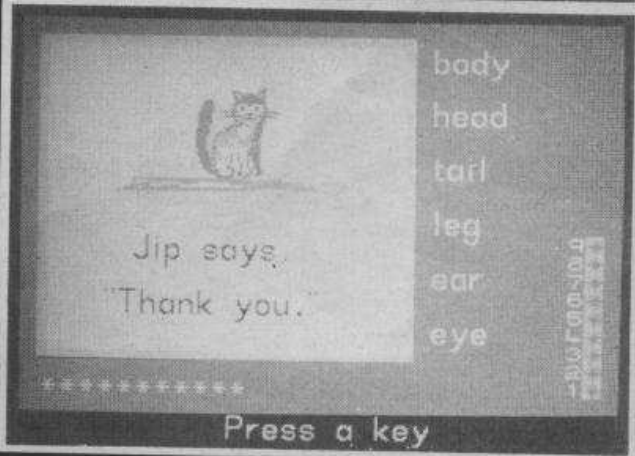 body
head
tail
leg
ear
eye
Jip says
"Thank you."
***********
Press a key